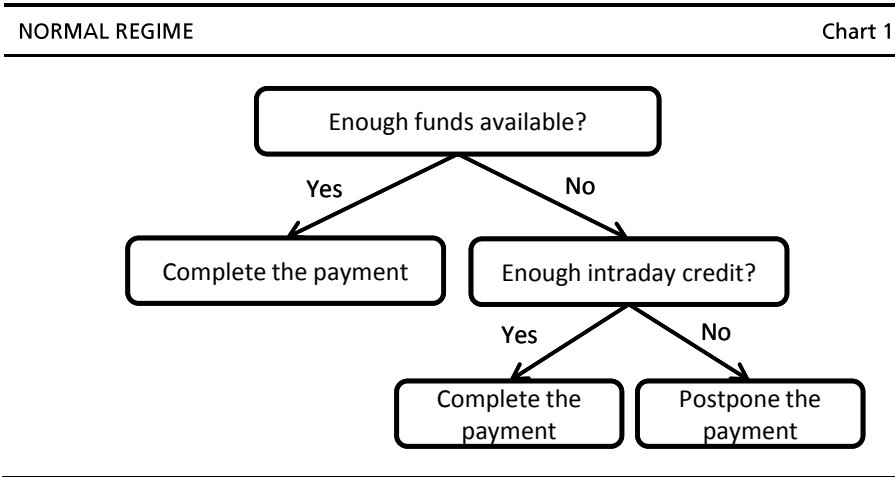 NORMAL REGIME
Chart 1
Enough funds available?
Yes
No
Complete the payment
Enough intraday credit?
Yes
No
Complete the
payment
Postpone the
payment